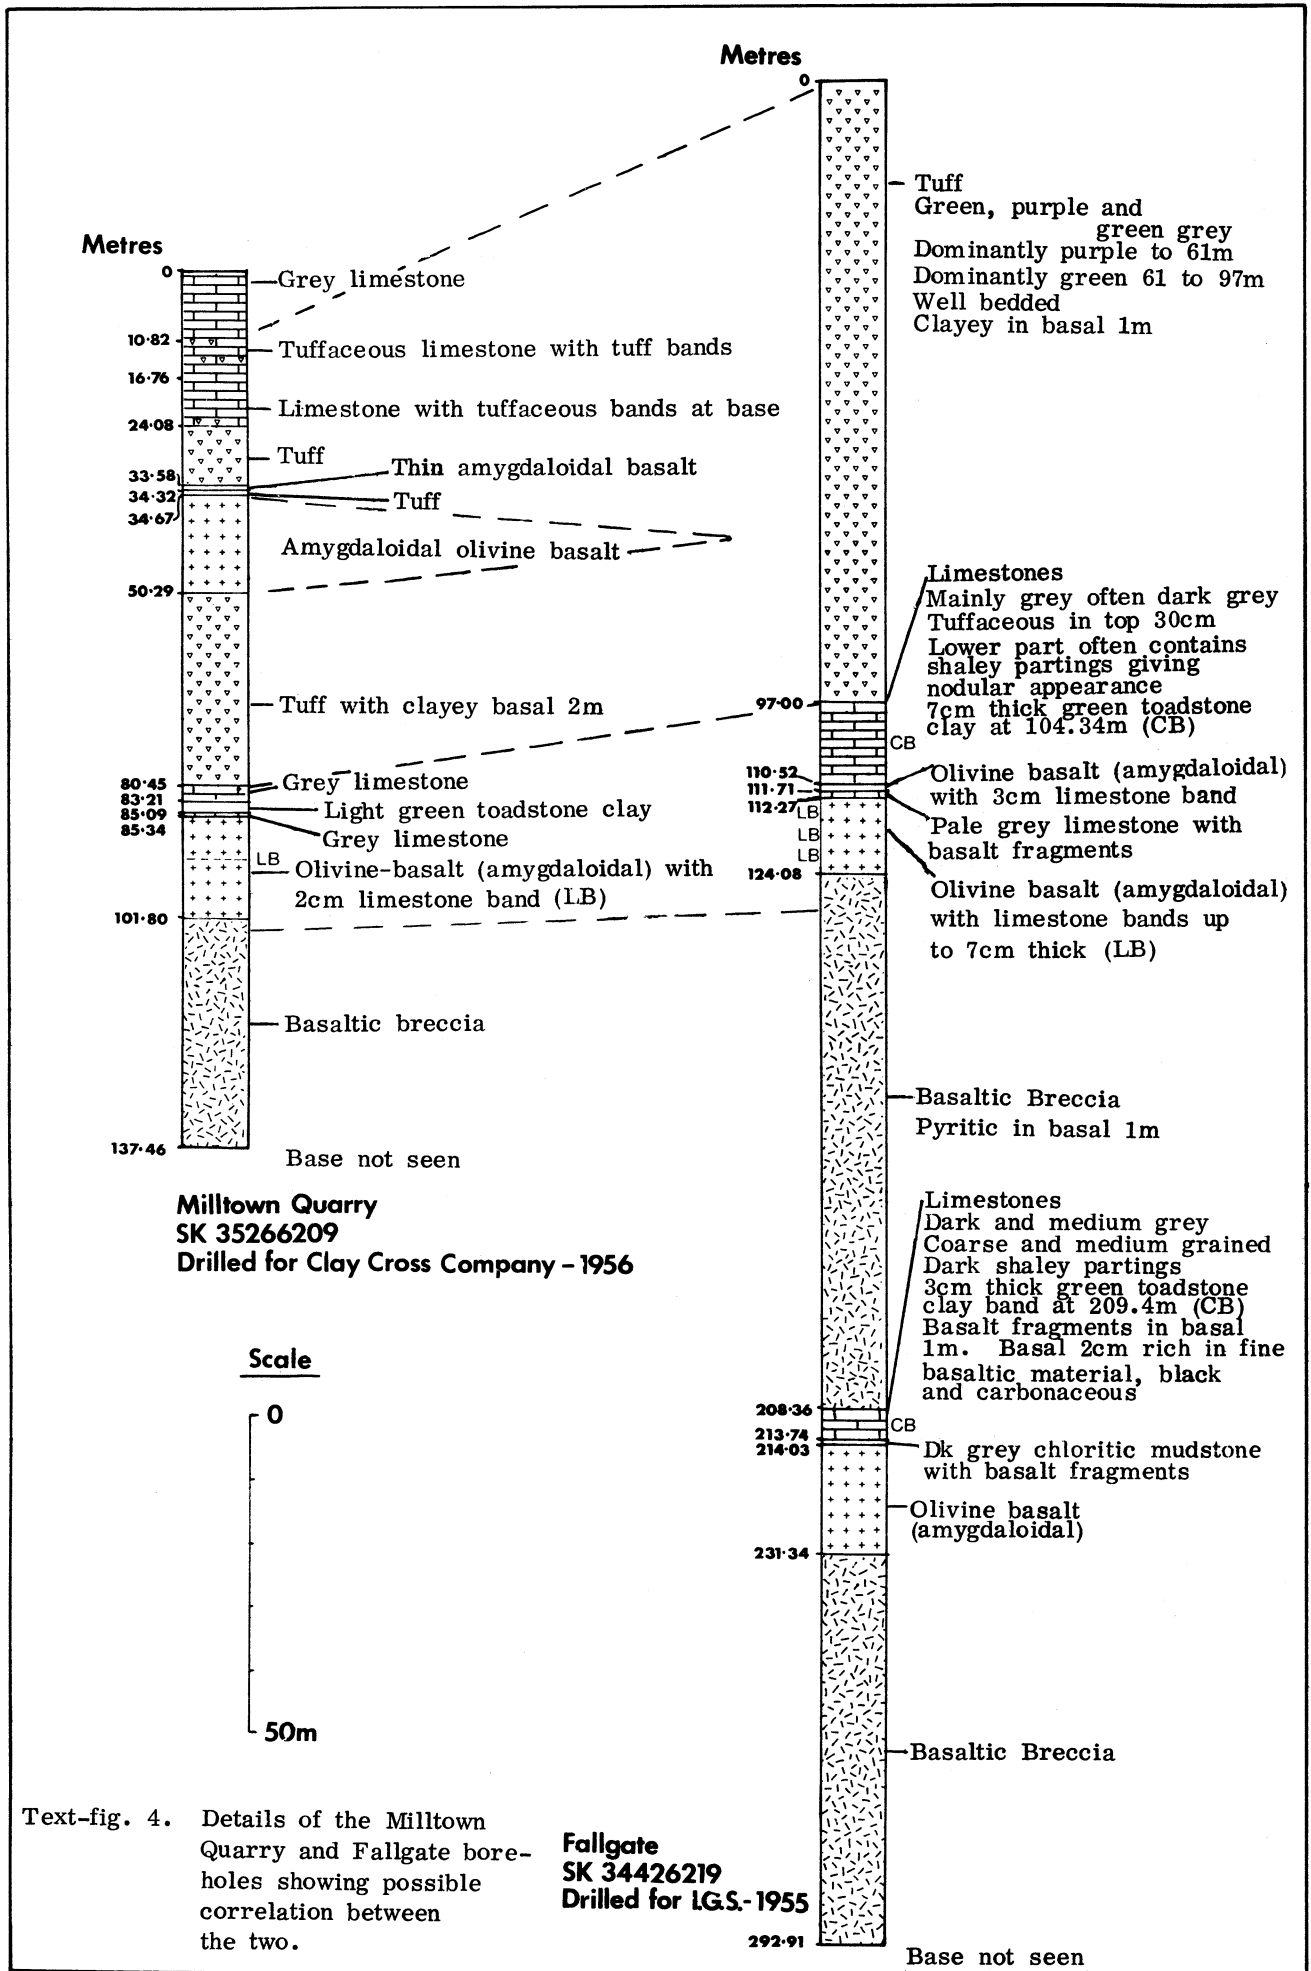 Metres
0
10·82
16·76
24·08
33·58
34·32
34·67
50·29
80·45
83·21
85·09
85·34
101·80
137·46
Grey limestone
Tuffaceous limestone with tuff bands
Limestone with tuffaceous bands at base
Tuff
Thin amygdaloidal basalt
Tuff
Amygdaloidal olivine basalt
Tuff with clayey basal 2m
Grey limestone
Light green toadstone clay
Grey limestone
LB
Olivine-basalt (amygdaloidal) with
2cm limestone band (LB)
Basaltic breccia
Base not seen
Milltown Quarry
SK 35266209
Drilled for Clay Cross Company – 1956
Scale
0
50m
Metres
0
97·00
110·52
111·71
112·27
124·08
208·36
213·74
214·03
231·34
292·91
Tuff
Green, purple and
green grey
Dominantly purple to 61m
Dominantly green 61 to 97m
Well bedded
Clayey in basal 1m
Limestones
Mainly grey often dark grey
Tuffaceous in top 30cm
Lower part often contains
shaley partings giving
nodular appearance
7cm thick green toadstone
clay at 104.34m (CB)
CB
Olivine basalt (amygdaloidal)
with 3cm limestone band
Pale grey limestone with
basalt fragments
LB
LB
LB
Olivine basalt (amygdaloidal)
with limestone bands up
to 7cm thick (LB)
Basaltic Breccia
Pyritic in basal 1m
Limestones
Dark and medium grey
Coarse and medium grained
Dark shaley partings
3cm thick green toadstone
clay band at 209.4m (CB)
Basalt fragments in basal
1m. Basal 2cm rich in fine
basaltic material, black
and carbonaceous
CB
Dk grey chloritic mudstone
with basalt fragments
Olivine basalt
(amygdaloidal)
Basaltic Breccia
Base not seen
Fallgate
SK 34426219
Drilled for I.G.S.-1955
Text-fig. 4. Details of the Milltown
Quarry and Fallgate bore-
holes showing possible
correlation between
the two.